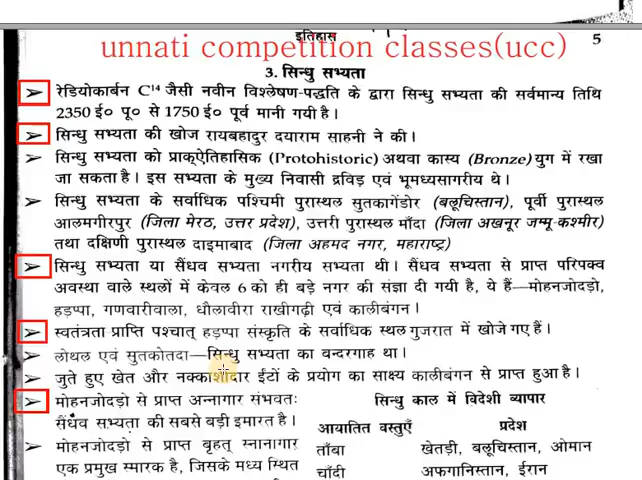 इतिहास
unnati competition classes(ucc)
5
3. सिन्धु सभ्यता
रेडियोकार्बन C¹⁴ जैसी नवीन विश्लेषण-पद्धति के द्वारा सिन्धु सभ्यता की सर्वमान्य तिथि
2350 ई० पू० से 1750 ई० पूर्व मानी गयी है।
सिन्धु सभ्यता की खोज रायबहादुर दयाराम साहनी ने की।
सिन्धु सभ्यता को प्राक्ऐतिहासिक (Protohistoric) अथवा कास्य (Bronze) युग में रखा
जा सकता है। इस सभ्यता के मुख्य निवासी द्रविड़ एवं भूमध्यसागरीय थे।
सिन्धु सभ्यता के सर्वाधिक पश्चिमी पुरास्थल सुतकागेंडोर (बलूचिस्तान), पूर्वी पुरास्थल
आलमगीरपुर (जिला मेरठ, उत्तर प्रदेश), उत्तरी पुरास्थल माँदा (जिला अखनूर जम्मू-कश्मीर)
तथा दक्षिणी पुरास्थल दाइमाबाद (जिला अहमद नगर, महाराष्ट्र)
सिन्धु सभ्यता या सैंधव सभ्यता नगरीय सभ्यता थी। सैंधव सभ्यता से प्राप्त परिपक्व
अवस्था वाले स्थलों में केवल 6 को ही बड़े नगर की संज्ञा दी गयी है, ये हैं—मोहनजोदड़ो,
हड़प्पा, गणवारीवाला, धौलावीरा राखीगढ़ी एवं कालीबंगन।
स्वतंत्रता प्राप्ति पश्चात् हड़प्पा संस्कृति के सर्वाधिक स्थल गुजरात में खोजे गए हैं।
लोथल एवं सुतकोतदा—सिन्धु सभ्यता का बन्दरगाह था।
जुते हुए खेत और नक्काशीदार ईंटों के प्रयोग का साक्ष्य कालीबंगन से प्राप्त हुआ है।
मोहनजोदड़ो से प्राप्त अन्नागार संभवतः
सैंधव सभ्यता की सबसे बड़ी इमारत है।
मोहनजोदड़ो से प्राप्त बृहत् स्नानागार
एक प्रमुख स्मारक है, जिसके मध्य स्थित
सिन्धु काल में विदेशी व्यापार
आयातित वस्तुएँ प्रदेश
ताँबा खेतड़ी, बलूचिस्तान, ओमान
चाँदी अफगानिस्तान, ईरान